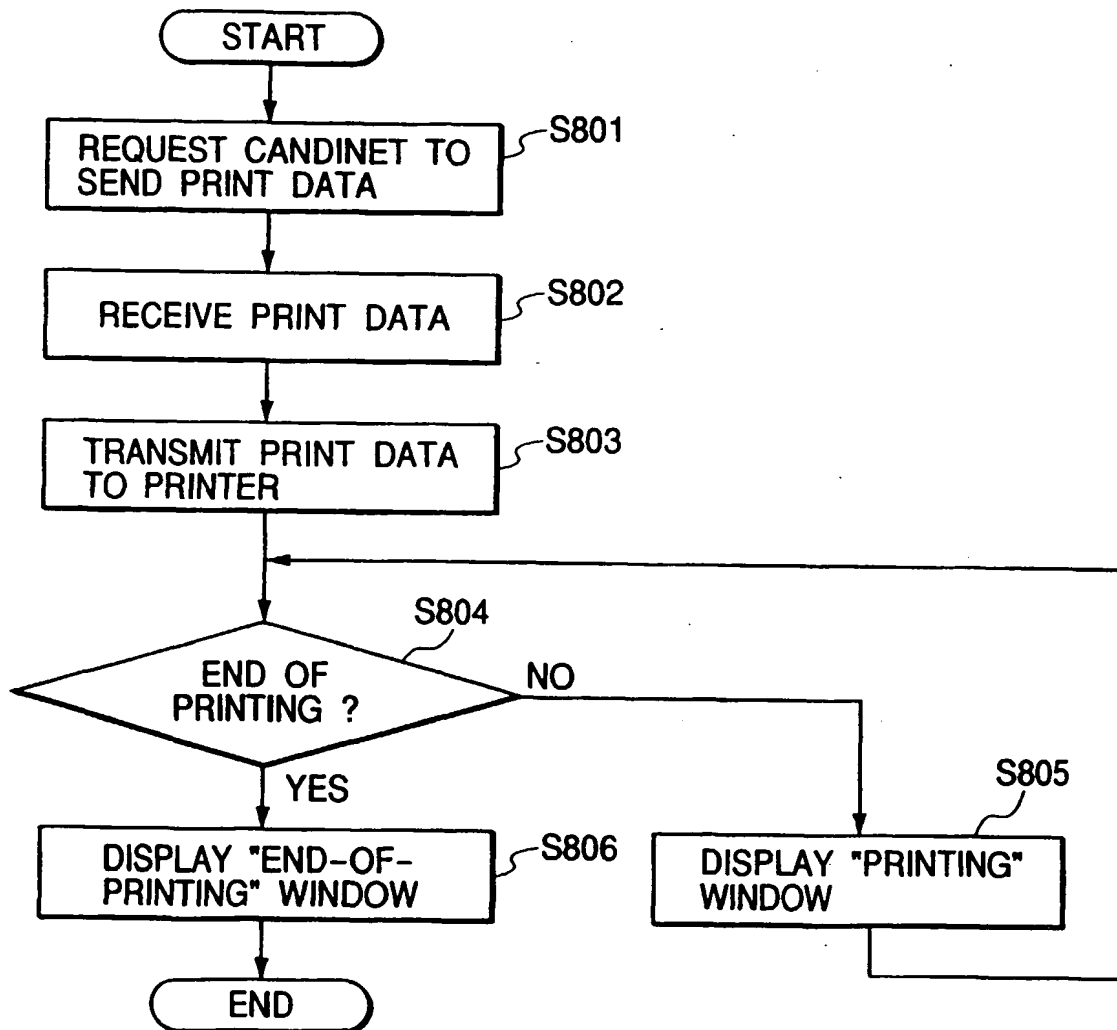 START
REQUEST CANDINET TO
SEND PRINT DATA
S801
RECEIVE PRINT DATA
S802
TRANSMIT PRINT DATA
TO PRINTER
S803
END OF
PRINTING ?
S804
NO
YES
DISPLAY "PRINTING"
WINDOW
S805
DISPLAY "END-OF-
PRINTING" WINDOW
S806
END